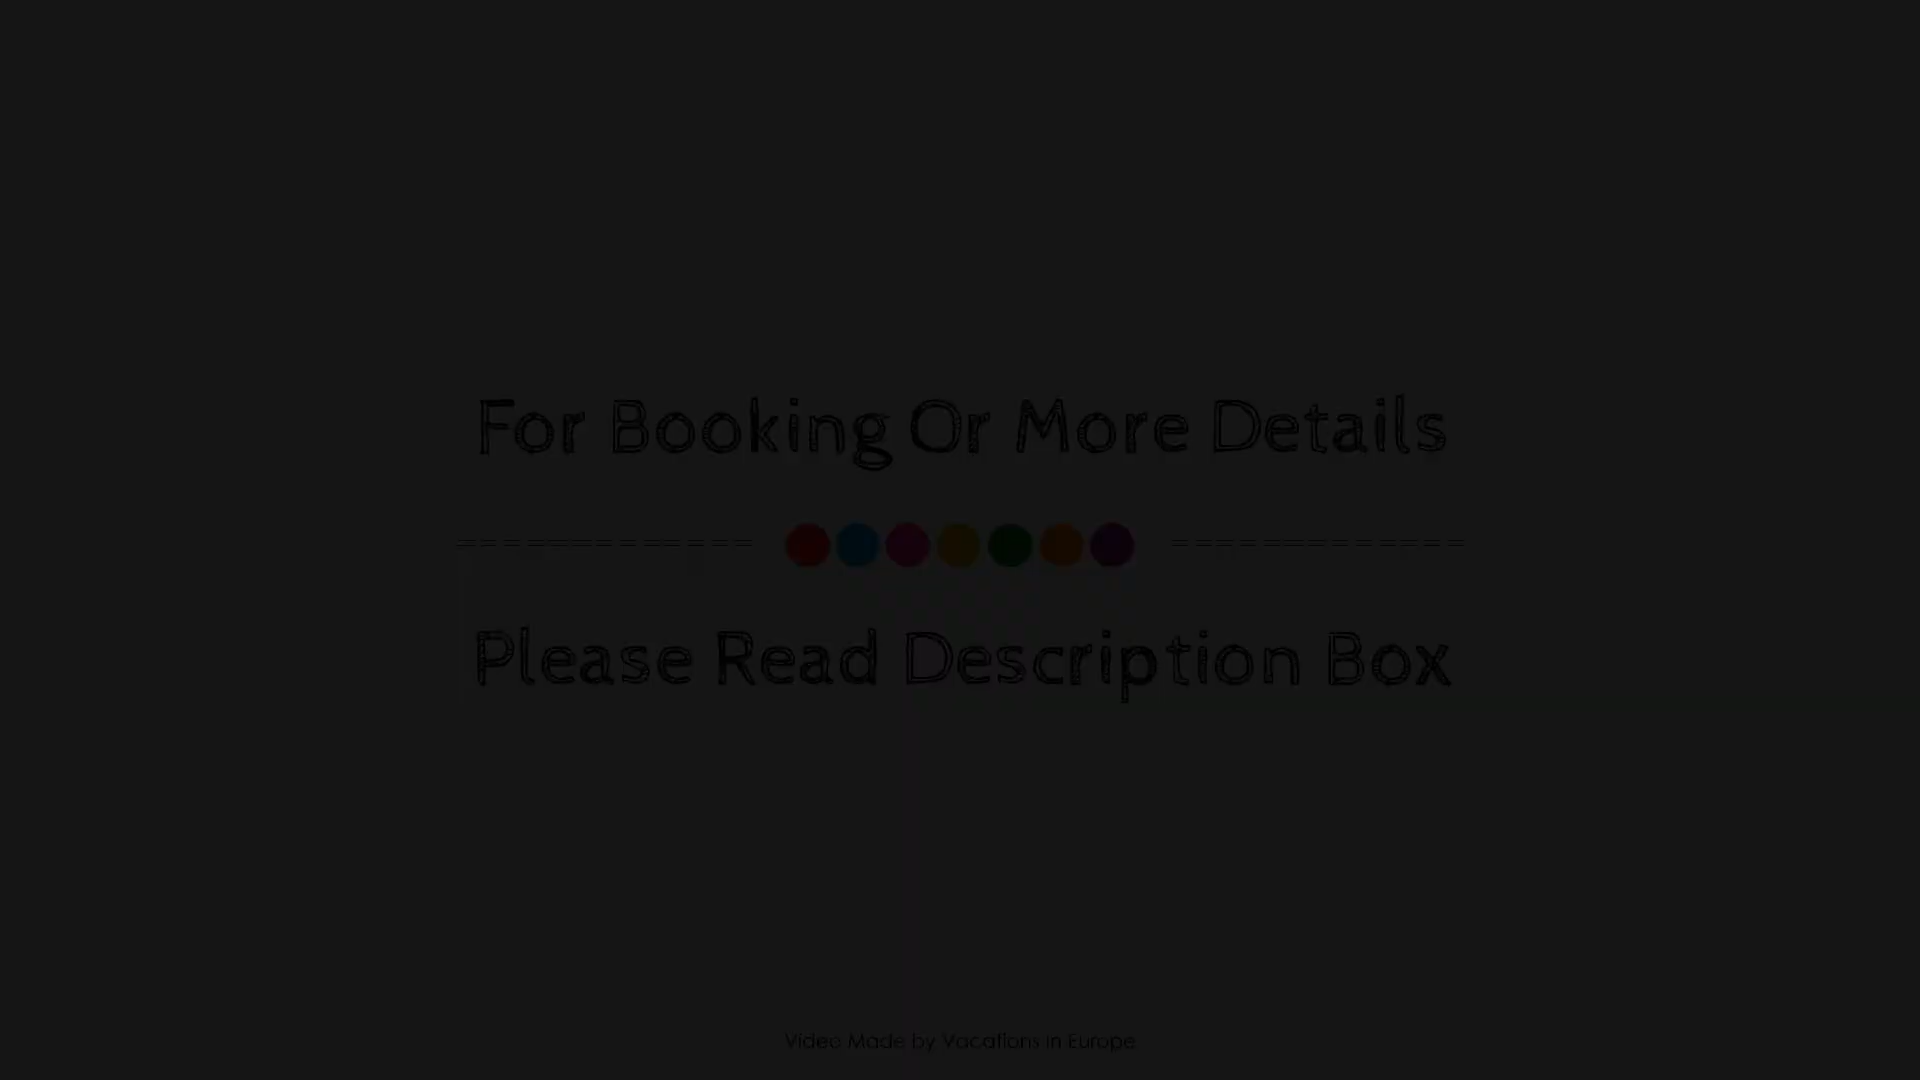 For Booking Or More Details
Please Read Description Box
Video Made by Vacations in Europe